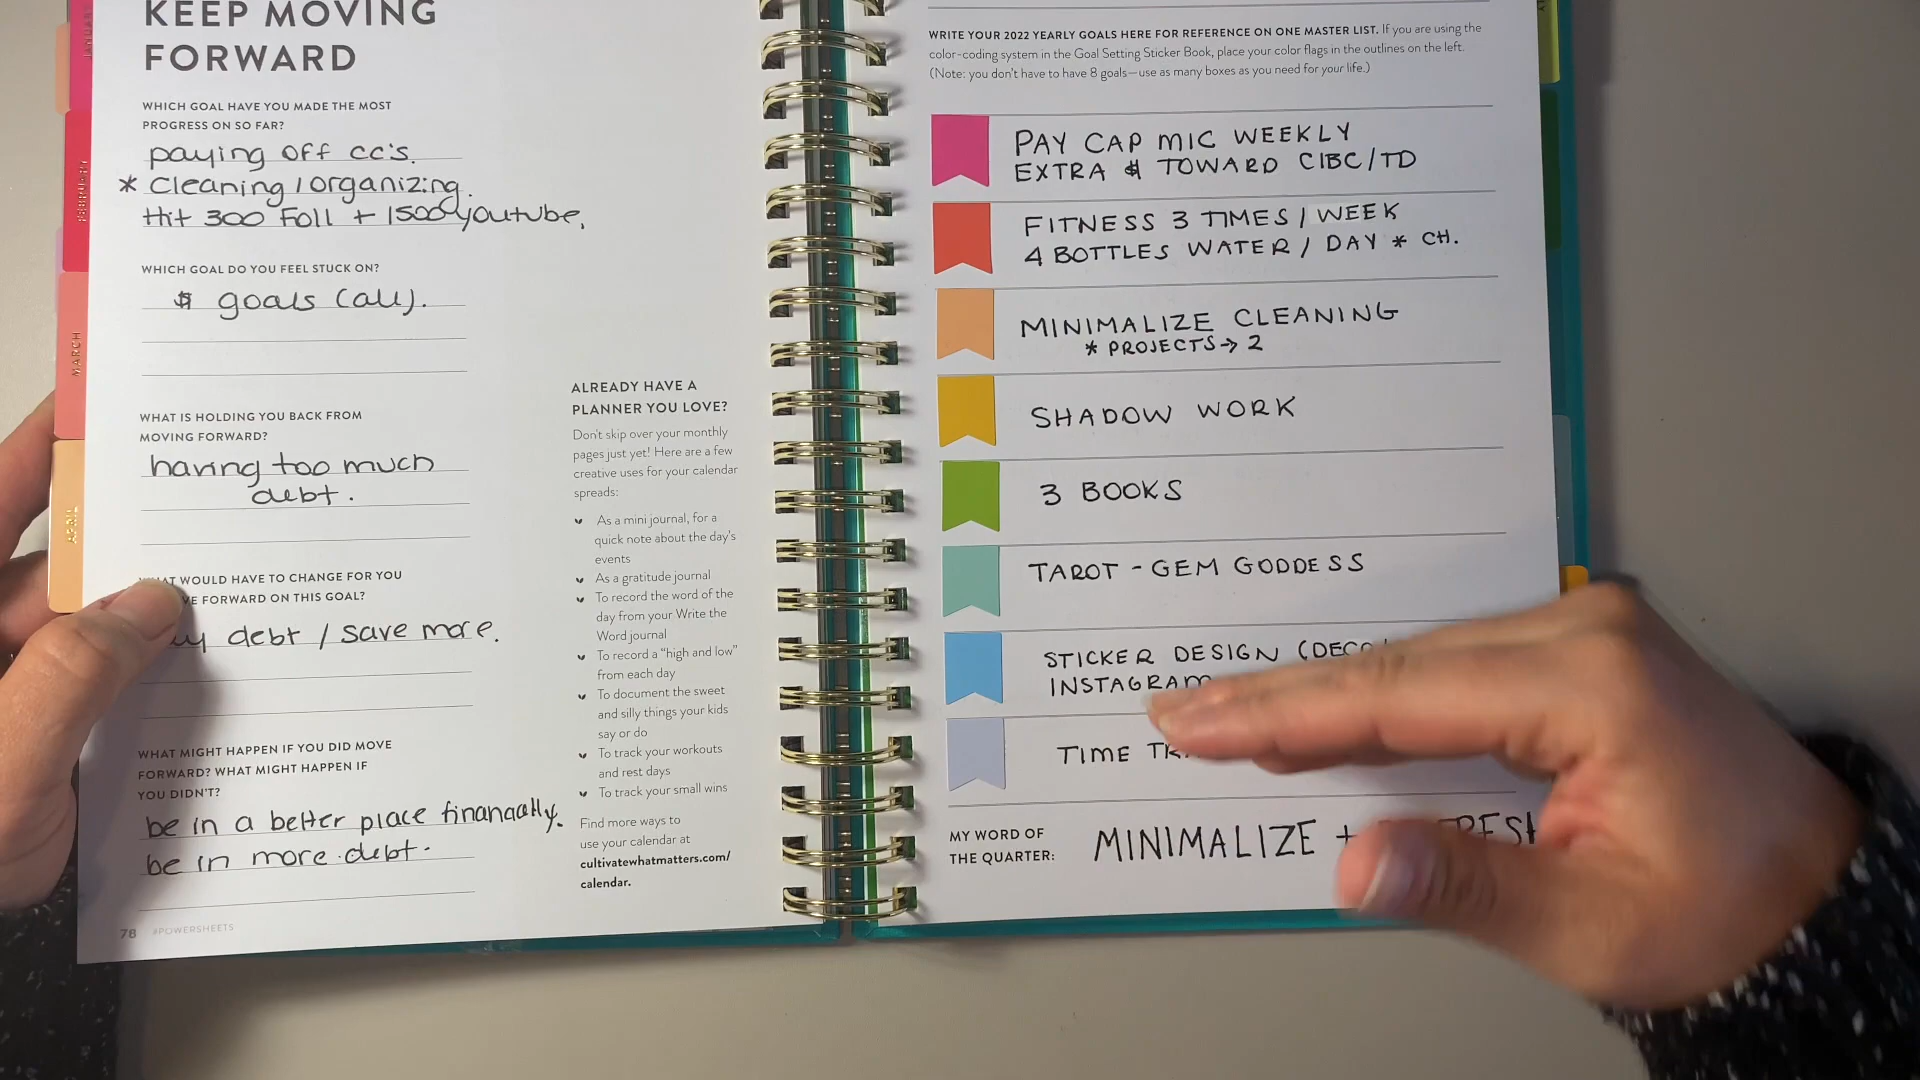 KEEP MOVING
FORWARD
WHICH GOAL HAVE YOU MADE THE MOST
PROGRESS ON SO FAR?
paying off cc's.
* Cleaning / organizing.
Hit 300 Foll + 1500 youtube.
WHICH GOAL DO YOU FEEL STUCK ON?
$ goals (all).
WHAT IS HOLDING YOU BACK FROM
MOVING FORWARD?
having too much
debt.
WOULD HAVE TO CHANGE FOR YOU
FORWARD ON THIS GOAL?
debt / save more.
WHAT MIGHT HAPPEN IF YOU DID MOVE
FORWARD? WHAT MIGHT HAPPEN IF
YOU DIDN'T?
be in a better place
be in more debt.
78 #POWERSHEETS
ALREADY HAVE A
PLANNER YOU LOVE?
Don't skip over your monthly
pages just yet! Here are a few
creative uses for your calendar
spreads:
As a mini journal, for a
quick note about the day's
events
As a gratitude journal
To record the word of the
day from your Write the
Word journal
To record a "high and low"
from each day
To document the sweet
and silly things your kids
say or do
To track your workouts
and rest days
To track your small wins
Find more ways to
use your calendar at
cultivatewhatmatters.com/
calendar.
FEBRUARY
MARCH
APRIL
WRITE YOUR 2022 YEARLY GOALS HERE FOR REFERENCE ON ONE MASTER LIST. If you are using the
color-coding system in the Goal Setting Sticker Book, place your color flags in the outlines on the left.
(Note: you don't have to have 8 goals—use as many boxes as you need for your life.)
PAY CAP MIC WEEKLY
EXTRA $ TOWARD CIBC/TD
FITNESS 3 TIMES / WEEK
4 BOTTLES WATER / DAY * CH.
MINIMALIZE CLEANING
* PROJECTS → 2
SHADOW WORK
3 BOOKS
TAROT - GEM GODDESS
STICKER DESIGN
INSTAGRAM
TIME
MY WORD OF
THE QUARTER:
MINIMALIZE +